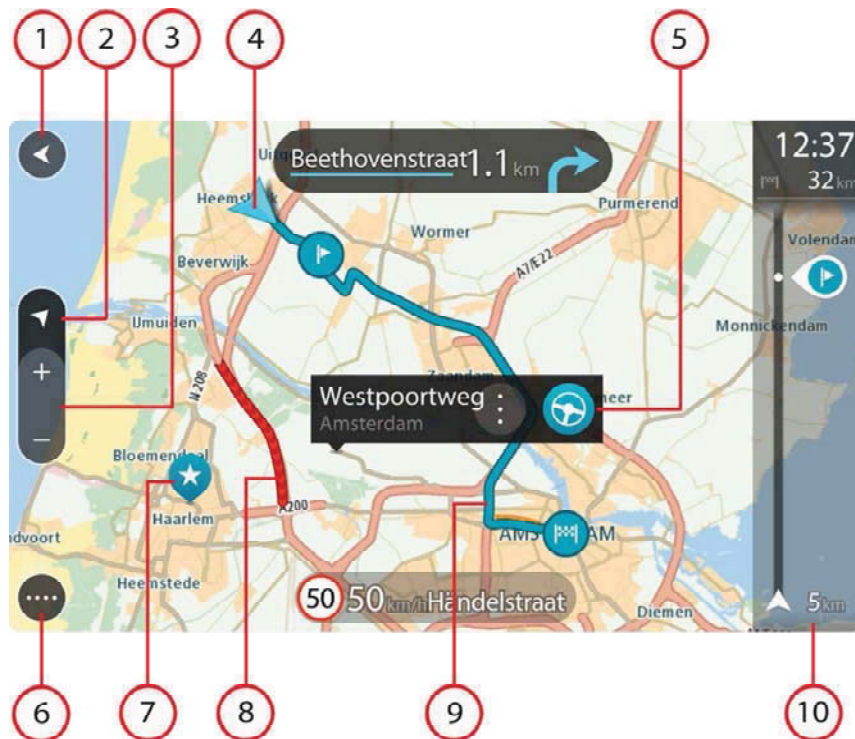 1 2 3 4 5
Beethovenstraat 1.1 km
12:37
32 km
Heemskerk
Wormer
Purmerend
Volendam
Beverwijk
A7/E22
IJmuiden
Monnickendam
N208
Zaandam
+
Westpoortweg
Amsterdam
−
Bloemendaal
A200
Haarlem
AMSTERDAM
Heemstede
50 50 km/h Händelstraat
Diemen
5 km
6 7 8 9 10